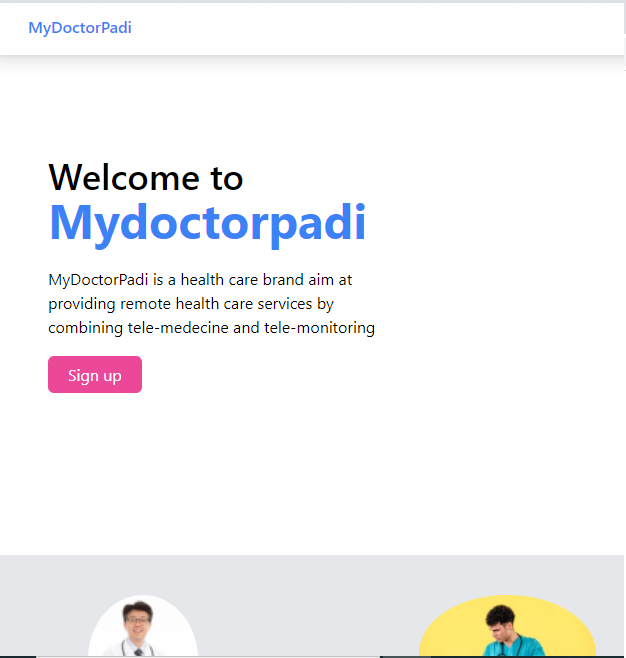 MyDoctorPadi
Welcome to
Mydoctorpadi
MyDoctorPadi is a health care brand aim at
providing remote health care services by
combining tele-medecine and tele-monitoring
Sign up